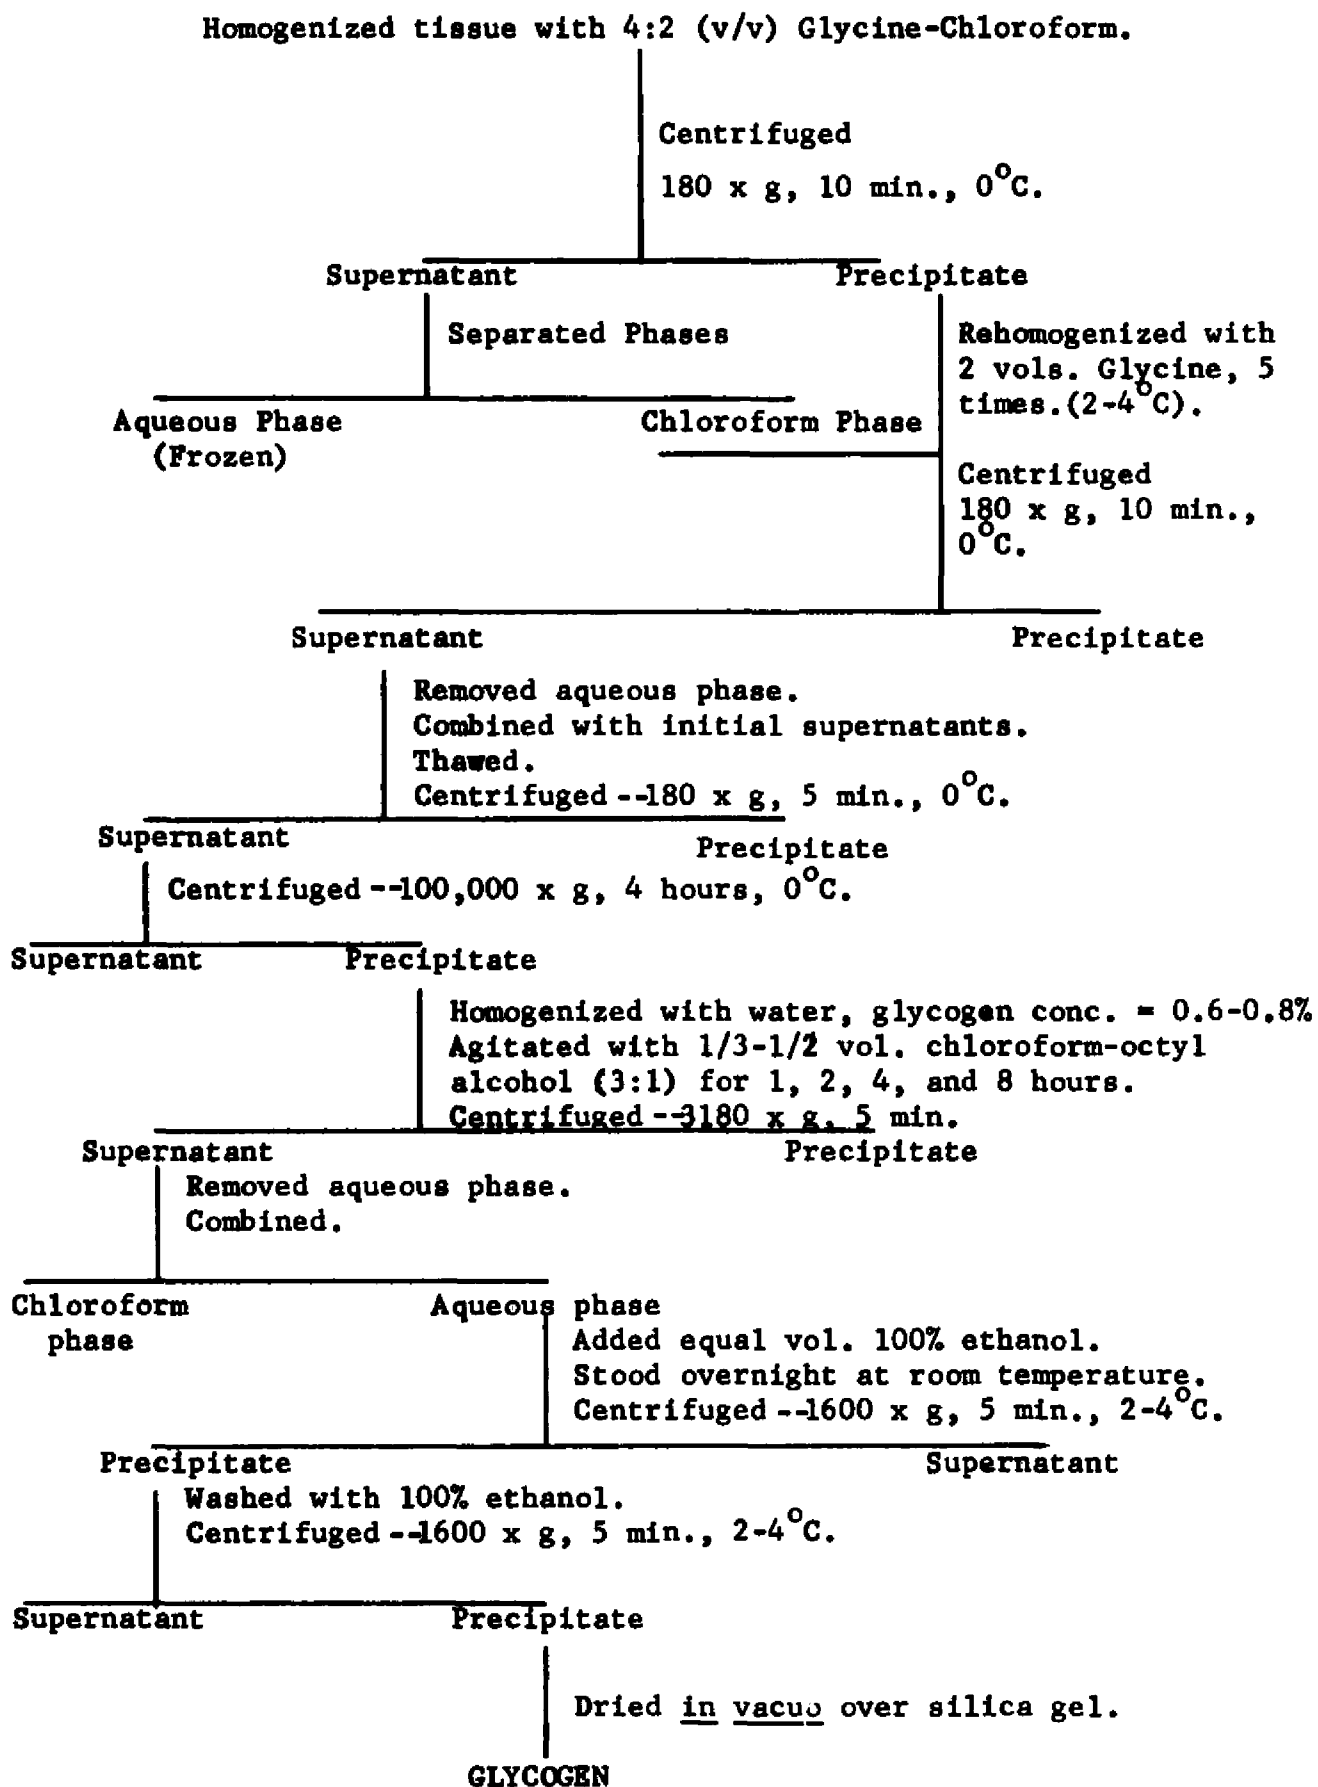 Homogenized tissue with 4:2 (v/v) Glycine-Chloroform.
Centrifuged
180 x g, 10 min., 0°C.
Supernatant
Precipitate
Separated Phases
Rehomogenized with
2 vols. Glycine, 5
times.(2-4°C).
Aqueous Phase
(Frozen)
Chloroform Phase
Centrifuged
180 x g, 10 min.,
0°C.
Supernatant
Precipitate
Removed aqueous phase.
Combined with initial supernatants.
Thawed.
Centrifuged--180 x g, 5 min., 0°C.
Supernatant
Precipitate
Centrifuged--100,000 x g, 4 hours, 0°C.
Supernatant
Precipitate
Homogenized with water, glycogen conc. = 0.6-0.8%
Agitated with 1/3-1/2 vol. chloroform-octyl
alcohol (3:1) for 1, 2, 4, and 8 hours.
Centrifuged--3180 x g, 5 min.
Supernatant
Precipitate
Removed aqueous phase.
Combined.
Chloroform
phase
Aqueous phase
Added equal vol. 100% ethanol.
Stood overnight at room temperature.
Centrifuged--1600 x g, 5 min., 2-4°C.
Precipitate
Supernatant
Washed with 100% ethanol.
Centrifuged--1600 x g, 5 min., 2-4°C.
Supernatant
Precipitate
Dried in vacuo over silica gel.
GLYCOGEN